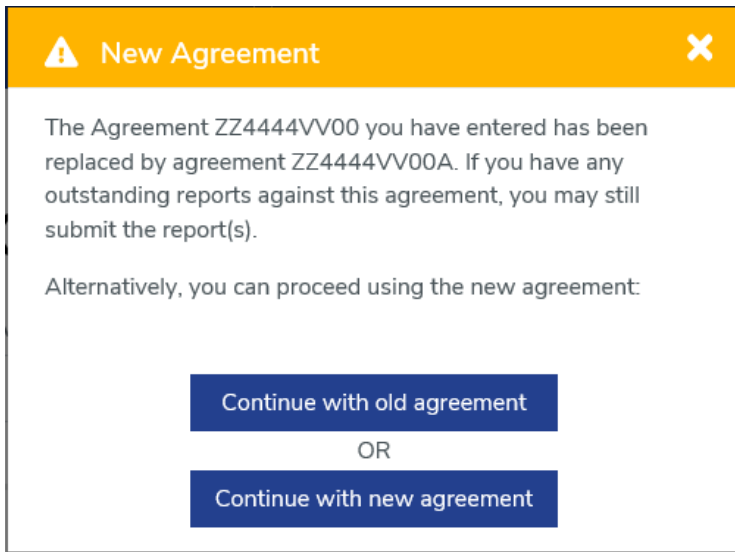 New Agreement
The Agreement ZZ4444VV00 you have entered has been
replaced by agreement ZZ4444VV00A. If you have any
outstanding reports against this agreement, you may still
submit the report(s).
Alternatively, you can proceed using the new agreement:
Continue with old agreement
OR
Continue with new agreement